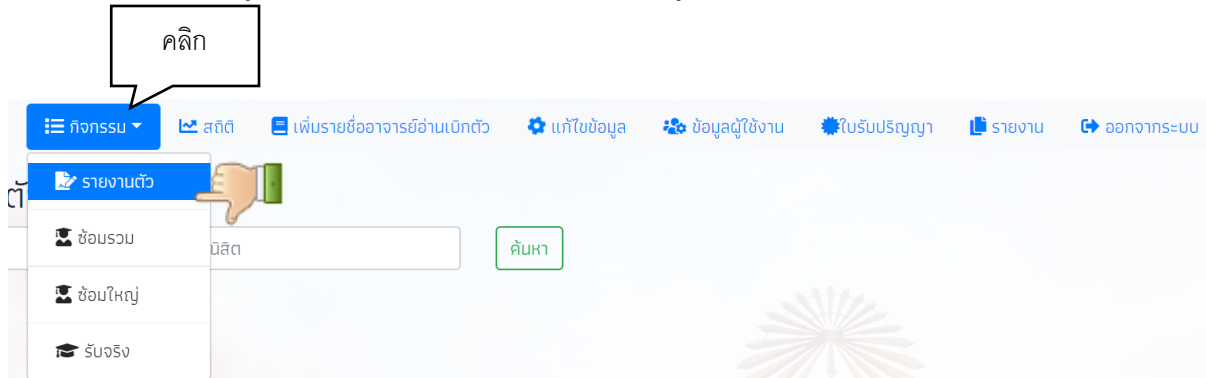 คลิก
กิจกรรม สถิติ เพิ่มรายชื่ออาจารย์อ่านเบิกตัว แก้ไขข้อมูล ข้อมูลผู้ใช้งาน ใบรับปริญญา รายงาน ออกจากระบบ
รายงานตัว
ซ้อมรวม
นิสิต ค้นหา
ซ้อมใหญ่
รับจริง